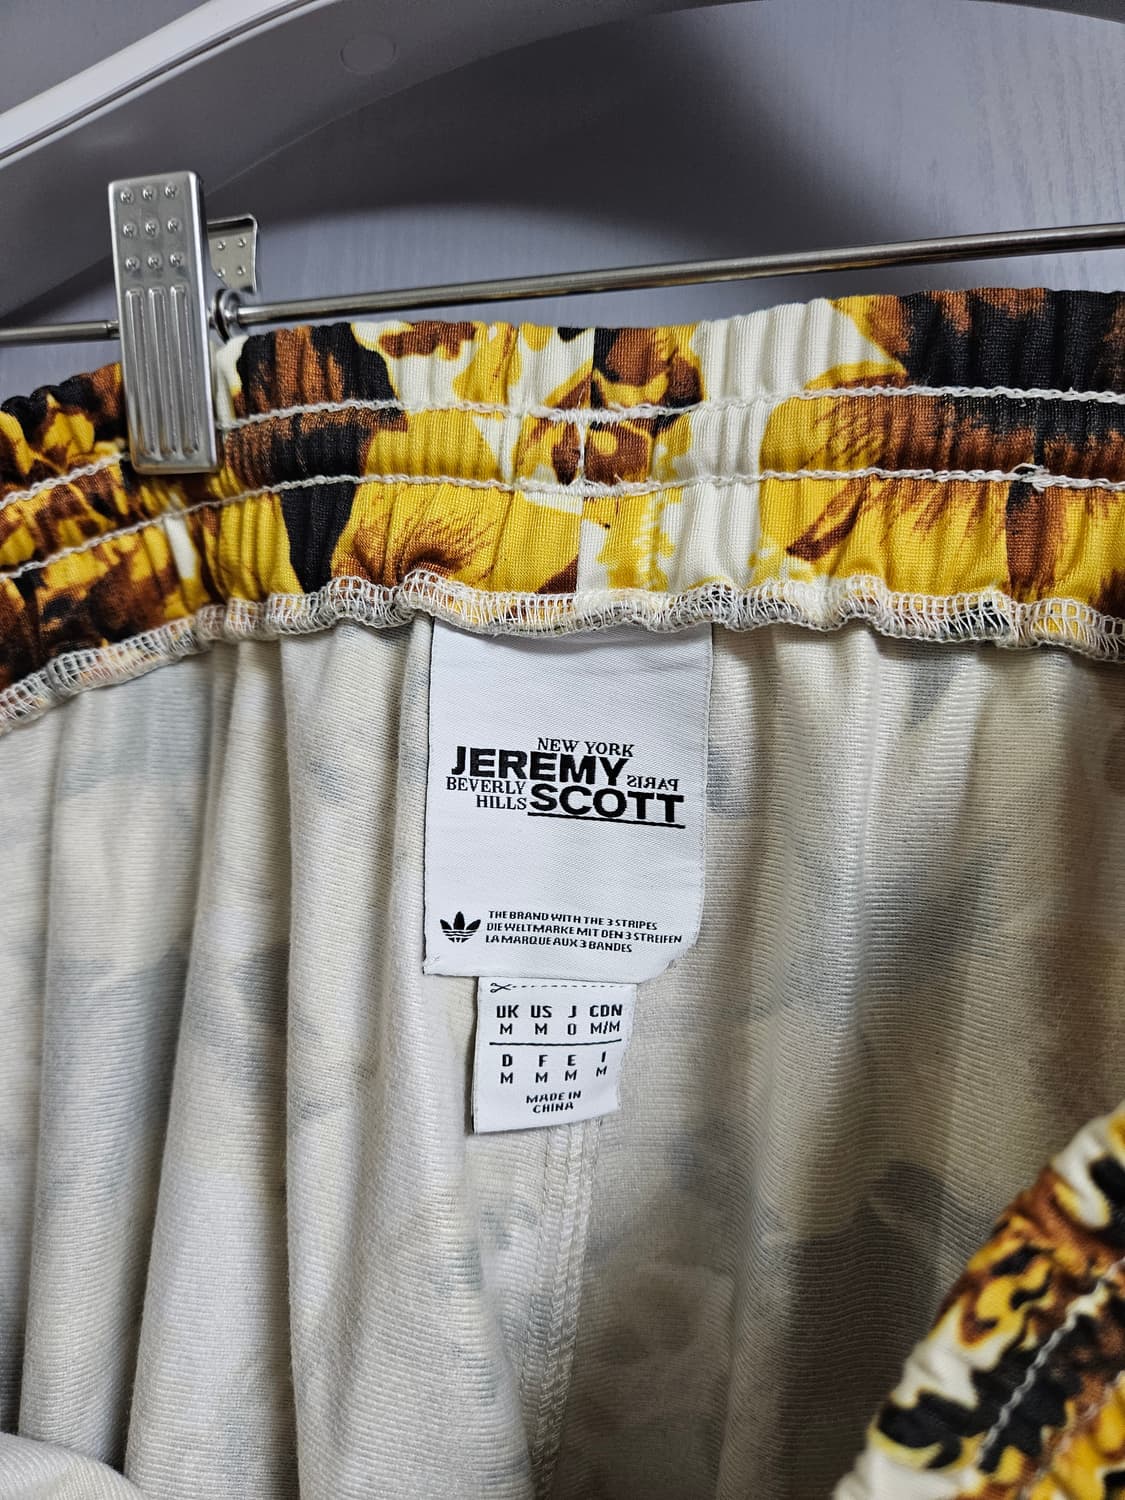 NEW YORK
JEREMY PARIS
BEVERLY
HILLS SCOTT
THE BRAND WITH THE 3 STRIPES
DIE WELTMARKE MIT DEN 3 STREIFEN
LA MARQUE AUX 3 BANDES
UK US J CDN
M M O M/M
D F E I
M M M M
MADE IN
CHINA